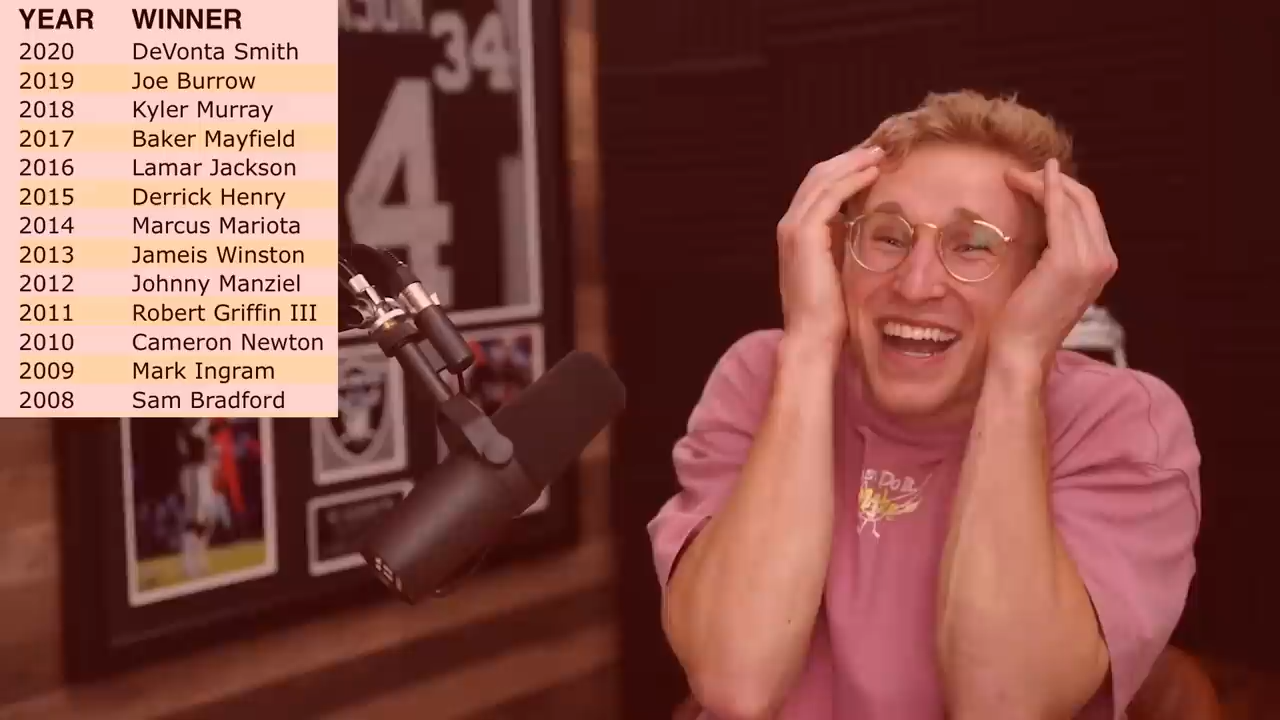 YEAR WINNER
2020 DeVonta Smith
2019 Joe Burrow
2018 Kyler Murray
2017 Baker Mayfield
2016 Lamar Jackson
2015 Derrick Henry
2014 Marcus Mariota
2013 Jameis Winston
2012 Johnny Manziel
2011 Robert Griffin III
2010 Cameron Newton
2009 Mark Ingram
2008 Sam Bradford
34
4